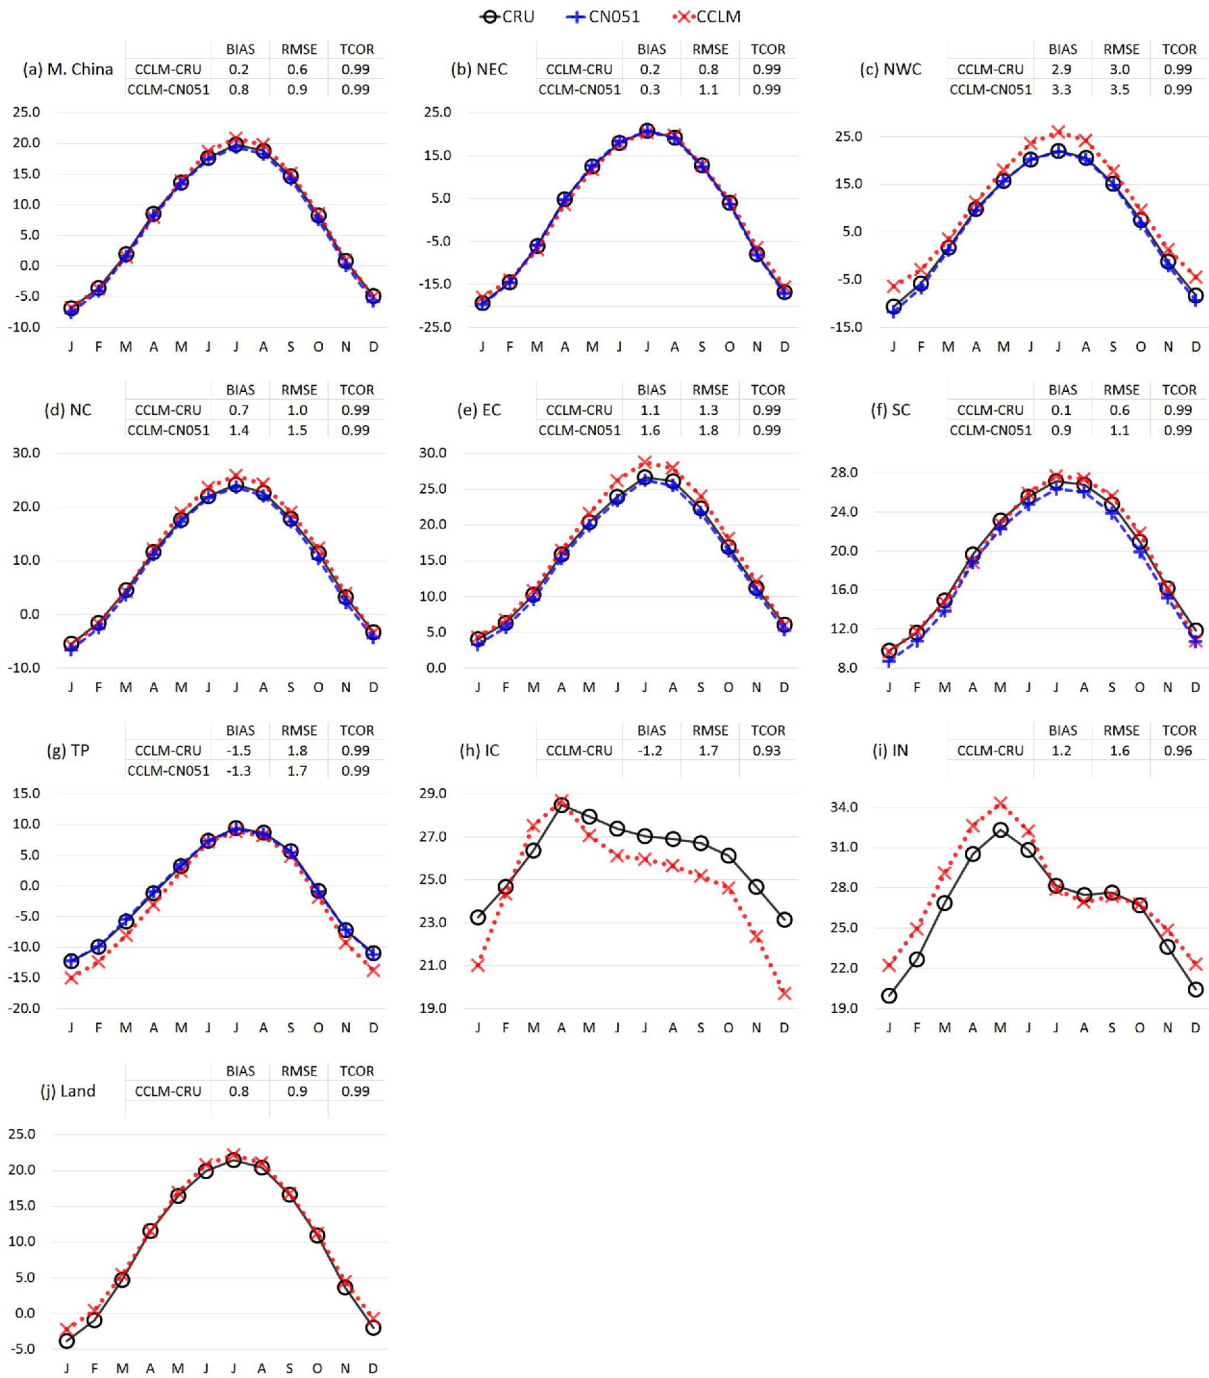 CRU CN051 CCLM
BIAS RMSE TCOR
(a) M. China CCLM-CRU 0.2 0.6 0.99
CCLM-CN051 0.8 0.9 0.99
25.0
20.0
15.0
10.0
5.0
0.0
-5.0
-10.0
J F M A M J J A S O N D
BIAS RMSE TCOR
(b) NEC CCLM-CRU 0.2 0.8 0.99
CCLM-CN051 0.3 1.1 0.99
25.0
15.0
5.0
-5.0
-15.0
-25.0
J F M A M J J A S O N D
BIAS RMSE TCOR
(c) NWC CCLM-CRU 2.9 3.0 0.99
CCLM-CN051 3.3 3.5 0.99
25.0
15.0
5.0
-5.0
-15.0
J F M A M J J A S O N D
BIAS RMSE TCOR
(d) NC CCLM-CRU 0.7 1.0 0.99
CCLM-CN051 1.4 1.5 0.99
30.0
20.0
10.0
0.0
-10.0
J F M A M J J A S O N D
BIAS RMSE TCOR
(e) EC CCLM-CRU 1.1 1.3 0.99
CCLM-CN051 1.6 1.8 0.99
30.0
25.0
20.0
15.0
10.0
5.0
0.0
J F M A M J J A S O N D
BIAS RMSE TCOR
(f) SC CCLM-CRU 0.1 0.6 0.99
CCLM-CN051 0.9 1.1 0.99
28.0
24.0
20.0
16.0
12.0
8.0
J F M A M J J A S O N D
BIAS RMSE TCOR
(g) TP CCLM-CRU -1.5 1.8 0.99
CCLM-CN051 -1.3 1.7 0.99
15.0
10.0
5.0
0.0
-5.0
-10.0
-15.0
-20.0
J F M A M J J A S O N D
BIAS RMSE TCOR
(h) IC CCLM-CRU -1.2 1.7 0.93
29.0
27.0
25.0
23.0
21.0
19.0
J F M A M J J A S O N D
BIAS RMSE TCOR
(i) IN CCLM-CRU 1.2 1.6 0.96
34.0
31.0
28.0
25.0
22.0
19.0
J F M A M J J A S O N D
BIAS RMSE TCOR
(j) Land CCLM-CRU 0.8 0.9 0.99
25.0
20.0
15.0
10.0
5.0
0.0
-5.0
J F M A M J J A S O N D